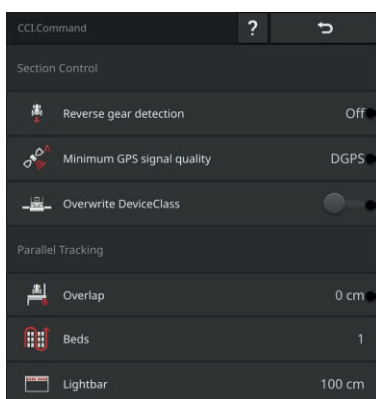 CCI.Command ?
Section Control
Reverse gear detection Off
Minimum GPS signal quality DGPS
Overwrite DeviceClass
Parallel Tracking
Overlap 0 cm
Beds 1
Lightbar 100 cm